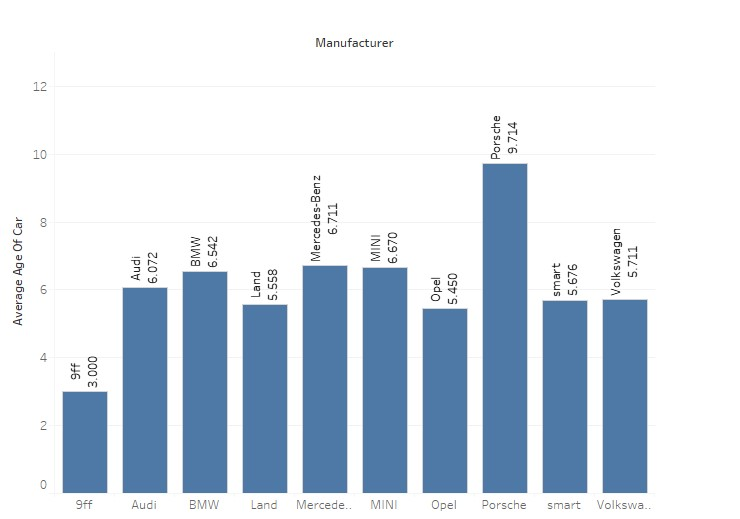 Manufacturer
Average Age Of Car
12
10
8
6
4
2
0
9ff
3.000
Audi
6.072
BMW
6.542
Land
5.558
Mercedes-Benz
6.711
MINI
6.670
Opel
5.450
Porsche
9.714
smart
5.676
Volkswagen
5.711
9ff Audi BMW Land Mercede.. MINI Opel Porsche smart Volkswa..